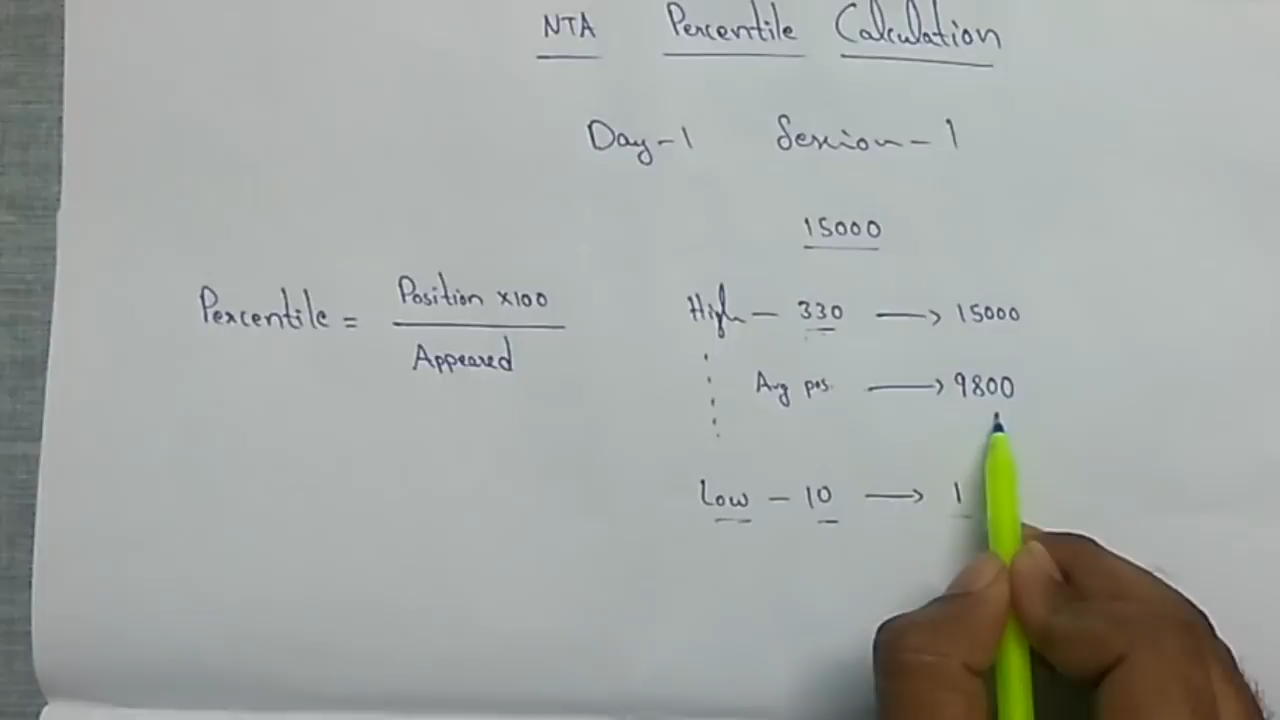 NTA Percentile Calculation
Day-1 Session-1
15000
Percentile = Position x100
Appeared
High - 330 → 15000
Avg pos. → 9800
Low - 10 → 1